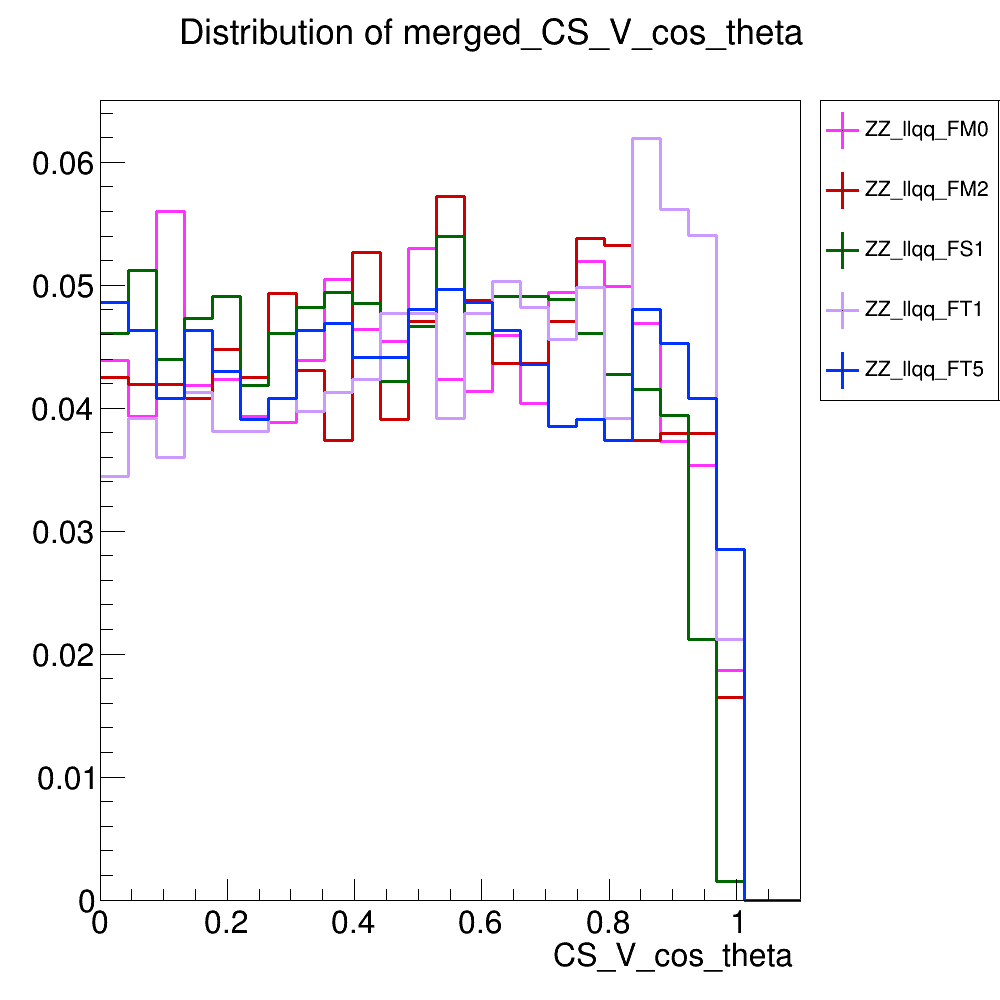 Distribution of merged_CS_V_cos_theta
ZZ_llqq_FM0
ZZ_llqq_FM2
ZZ_llqq_FS1
ZZ_llqq_FT1
ZZ_llqq_FT5
0.06
0.05
0.04
0.03
0.02
0.01
0
0 0.2 0.4 0.6 0.8 1
CS_V_cos_theta